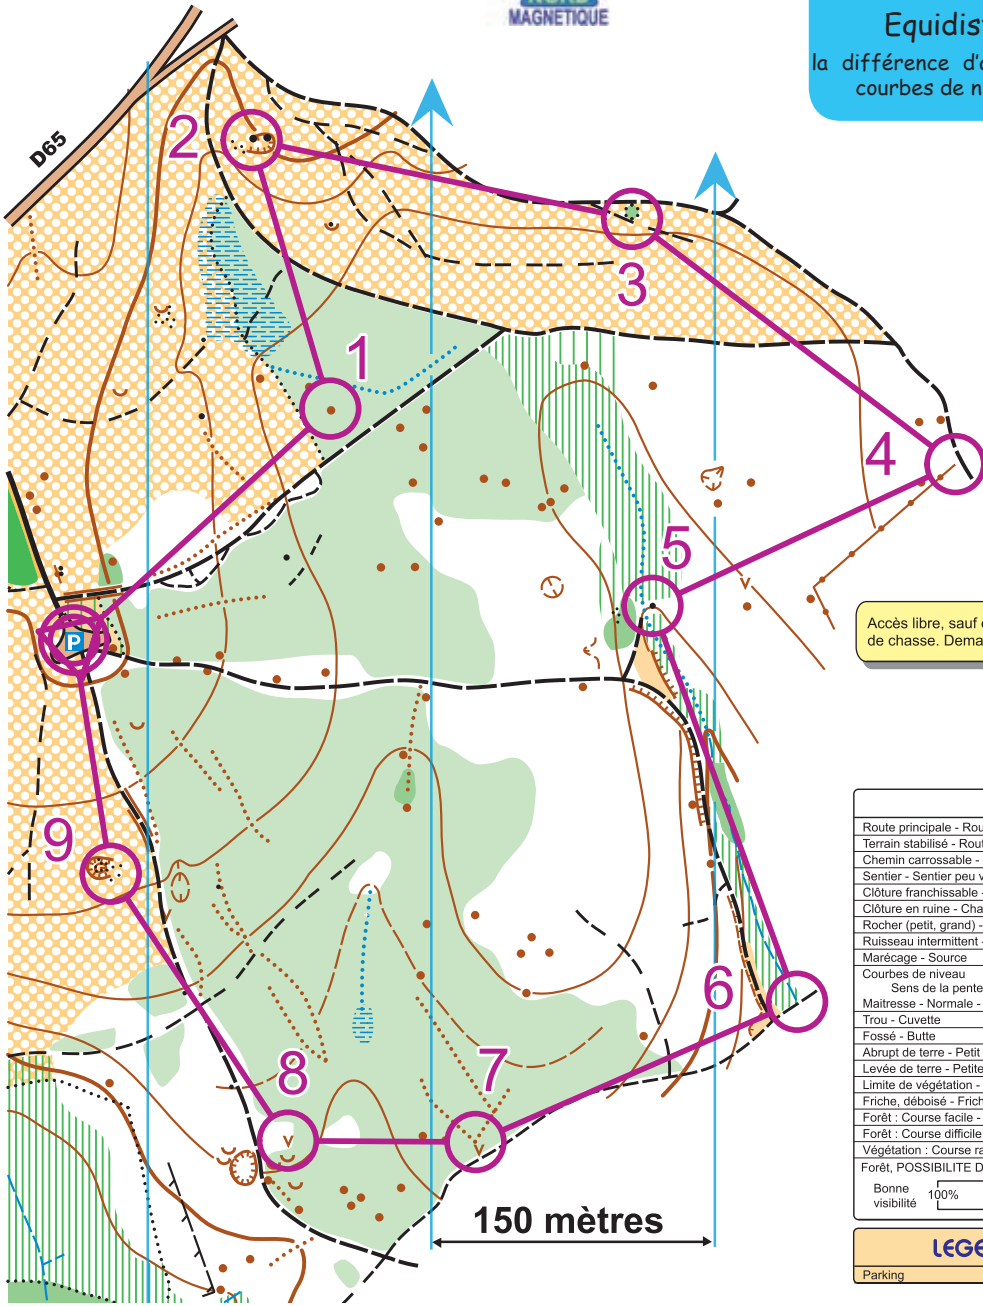 NORD
MAGNETIQUE
Equidist
la différence d'a
courbes de n
D65
2
3
1
4
5
P
9
6
7
8
150 mètres
Accès libre, sauf
de chasse. Dema
Route principale - Rou
Terrain stabilisé - Rout
Chemin carrossable -
Sentier - Sentier peu v
Clôture franchissable -
Clôture en ruine - Cha
Rocher (petit, grand) -
Ruisseau intermittent -
Marécage - Source
Courbes de niveau
Sens de la pente
Maitresse - Normale -
Trou - Cuvette
Fossé - Butte
Abrupt de terre - Petit
Levée de terre - Petite
Limite de végétation -
Friche, déboisé - Frich
Forêt : Course facile -
Forêt : Course difficile
Végétation : Course ra
Forêt, POSSIBILITE D
Bonne
visibilité 100%
LEGE
Parking